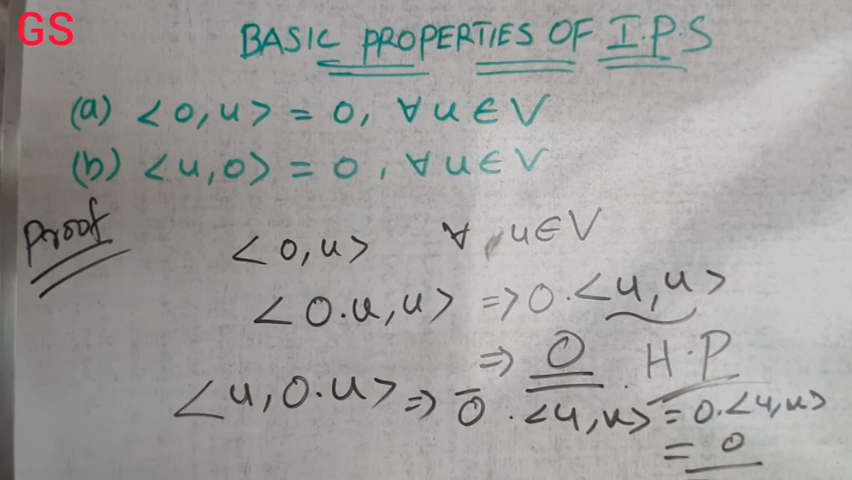 GS
BASIC PROPERTIES OF I.P.S
(a) <0,u> = 0, ∀ u ∈ V
(b) <u,0> = 0, ∀ u ∈ V
Proof
<0,u> ∀ u ∈ V
<0.u,u> => 0.<u,u>
=> 0. H.P
<u,0.u> => 0̅ .<u,u> = 0.<u,u>
= 0